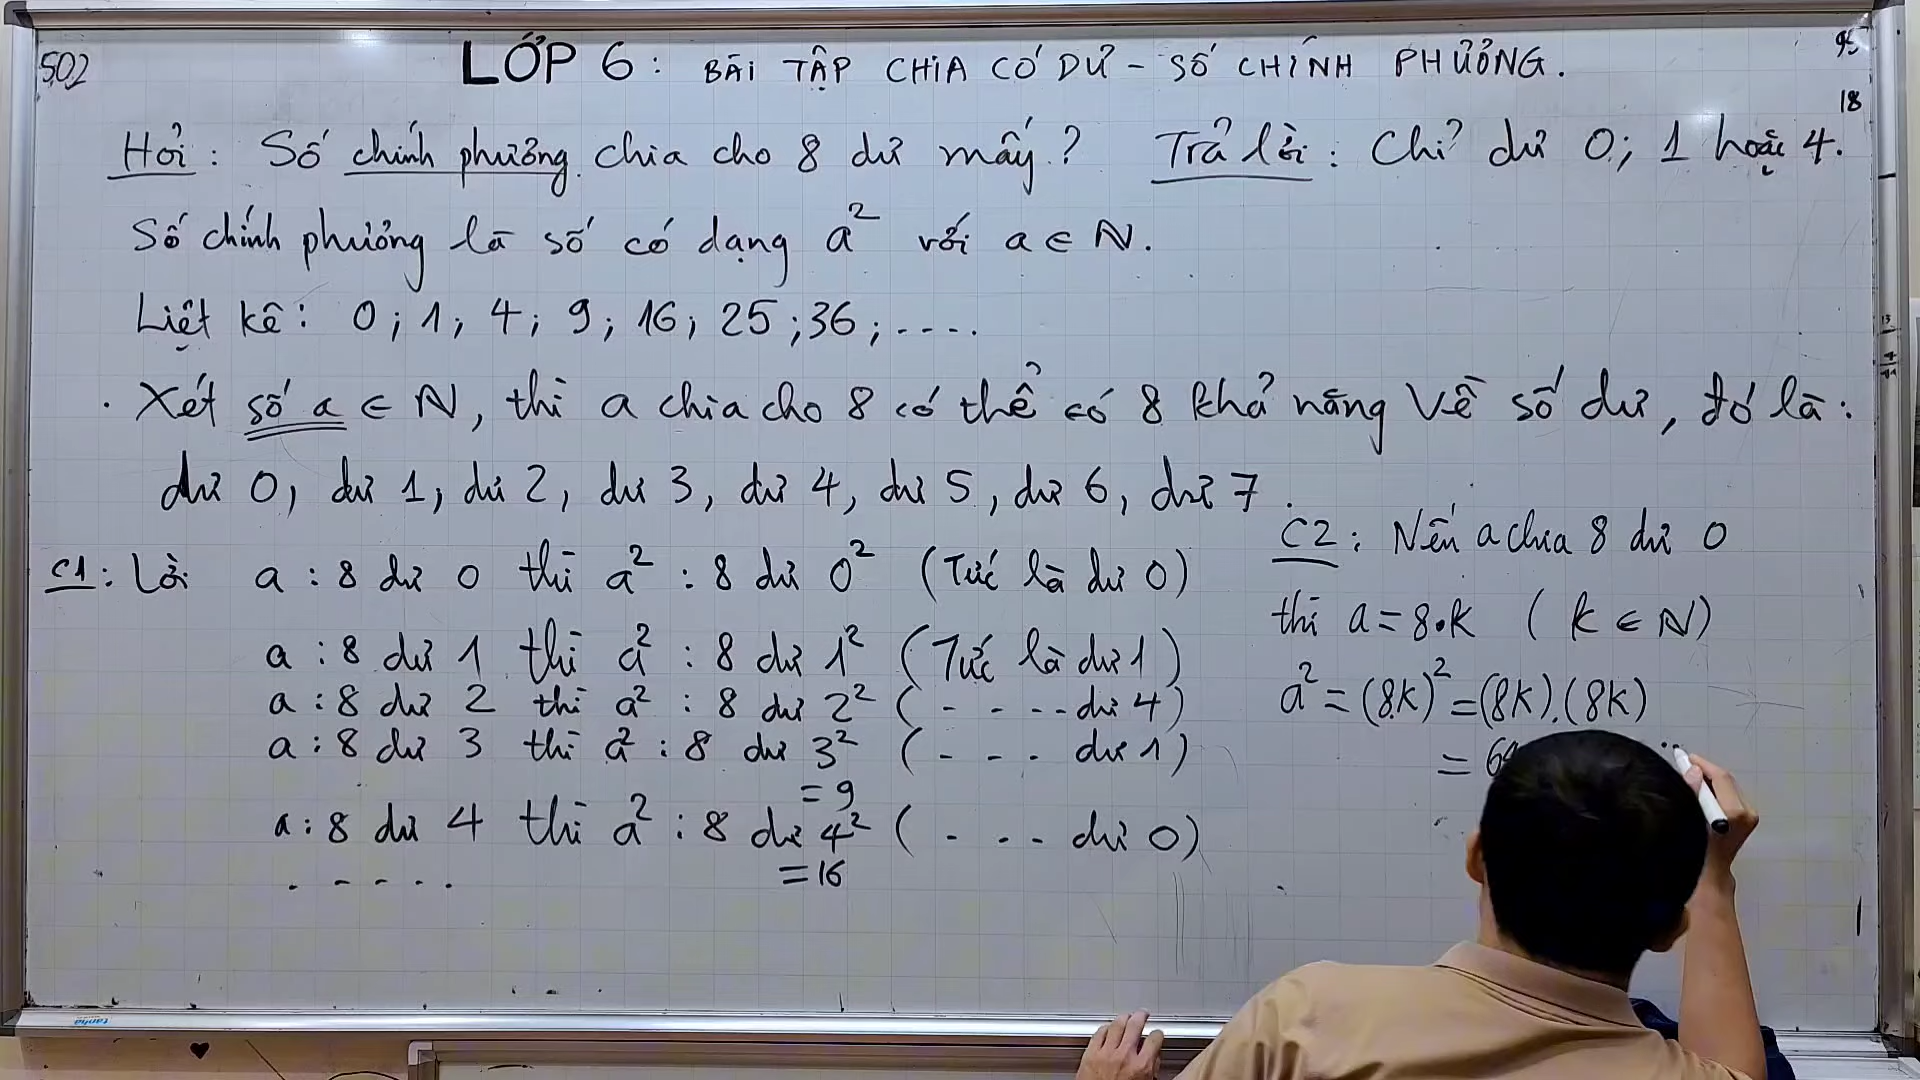 502
LỚP 6: BÀI TẬP CHIA CÓ DƯ - SỐ CHÍNH PHƯƠNG.
95
18
Hỏi: Số chính phương chia cho 8 dư mấy? Trả lời: Chỉ dư 0; 1 hoặc 4.
Số chính phương là số có dạng a² với a ∈ N.
Liệt kê: 0; 1; 4; 9; 16; 25; 36; ....
. Xét số a ∈ N, thì a chia cho 8 có thể có 8 khả năng về số dư, đó là:
dư 0, dư 1, dư 2, dư 3, dư 4, dư 5, dư 6, dư 7.
C1: Lời a : 8 dư 0 thì a² : 8 dư 0² (Tức là dư 0)
a : 8 dư 1 thì a² : 8 dư 1² (Tức là dư 1)
a : 8 dư 2 thì a² : 8 dư 2² (- - - - dư 4)
a : 8 dư 3 thì a² : 8 dư 3² (- - - dư 1)
= 9
a : 8 dư 4 thì a² : 8 dư 4² (- - - dư 0)
= 16
- - - - -
C2: Nếu a chia 8 dư 0
thì a = 8.k (k ∈ N)
a² = (8k)² = (8k).(8k)
= 64
tanhà